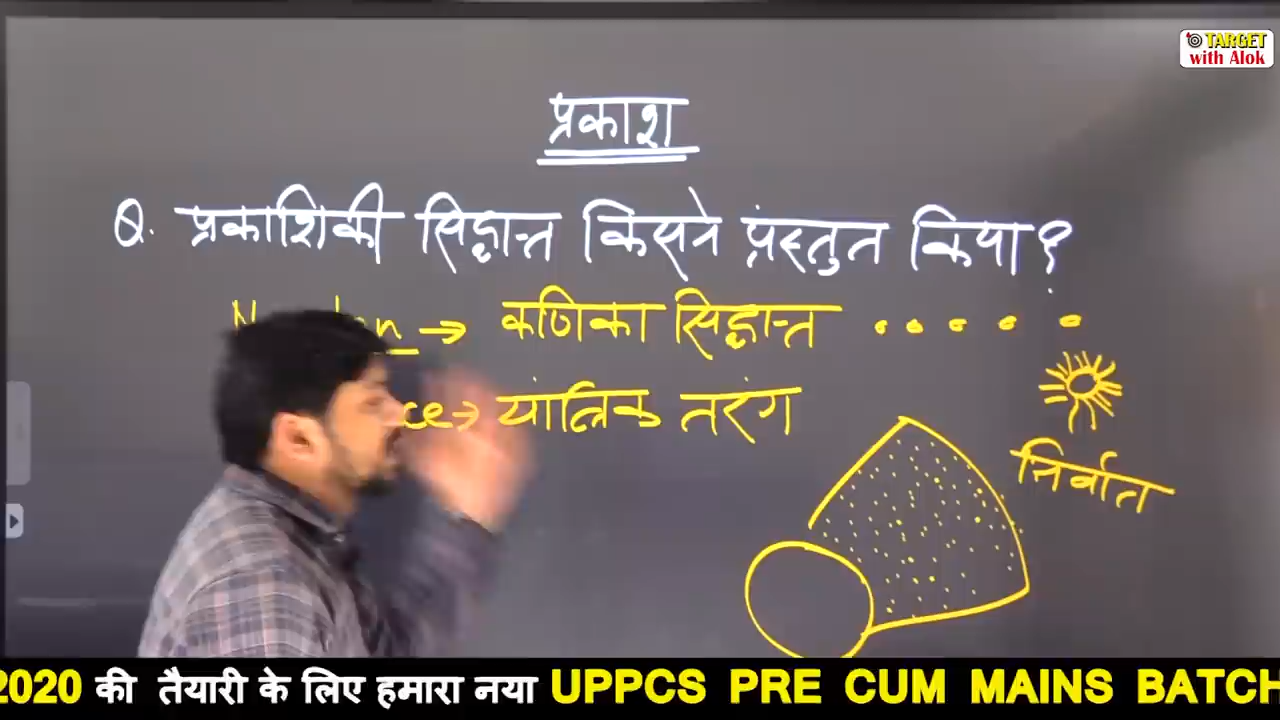 TARGET
with Alok
प्रकाश
Q. प्रकाशिकी सिद्धान्त किसने प्रस्तुत किया?
→ कणिका सिद्धान्त
→ यांत्रिक तरंग
निर्वात
2020 की तैयारी के लिए हमारा नया UPPCS PRE CUM MAINS BATCH